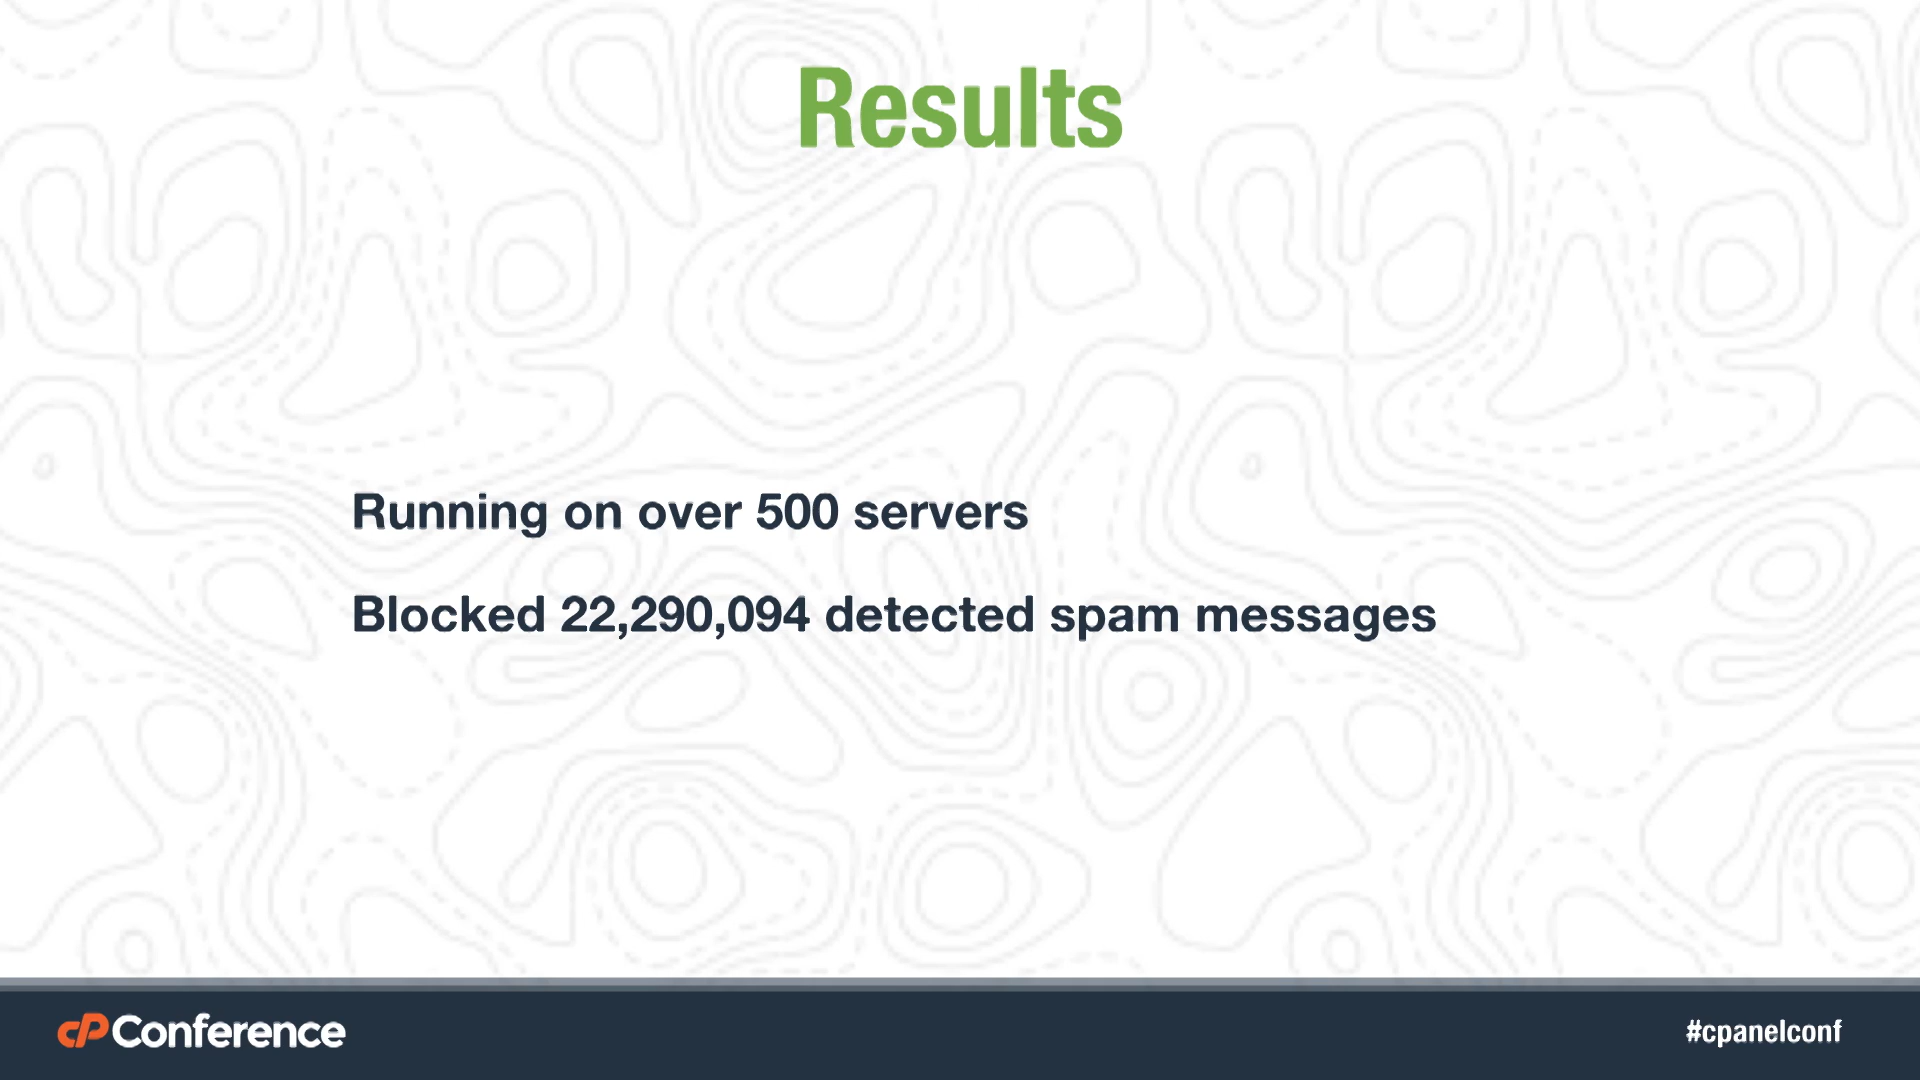 Results
Running on over 500 servers
Blocked 22,290,094 detected spam messages
cPConference
#cpanelconf